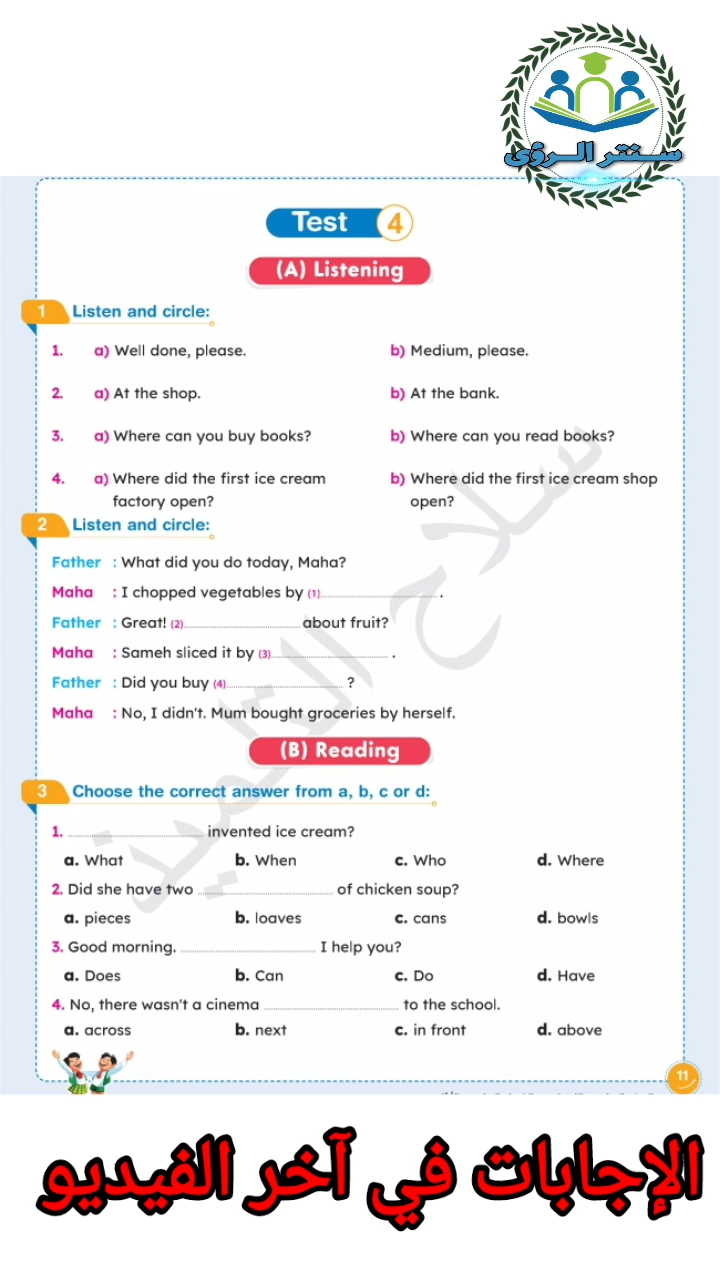 سنتر الرؤى
Test 4
(A) Listening
1 Listen and circle:
1. a) Well done, please. b) Medium, please.
2. a) At the shop. b) At the bank.
3. a) Where can you buy books? b) Where can you read books?
4. a) Where did the first ice cream factory open? b) Where did the first ice cream shop open?
2 Listen and circle:
Father : What did you do today, Maha?
Maha : I chopped vegetables by (1)........................ .
Father : Great! (2)........................ about fruit?
Maha : Sameh sliced it by (3)........................ .
Father : Did you buy (4)........................ ?
Maha : No, I didn't. Mum bought groceries by herself.
(B) Reading
3 Choose the correct answer from a, b, c or d:
1. ........................ invented ice cream?
a. What b. When c. Who d. Where
2. Did she have two ........................ of chicken soup?
a. pieces b. loaves c. cans d. bowls
3. Good morning. ........................ I help you?
a. Does b. Can c. Do d. Have
4. No, there wasn't a cinema ........................ to the school.
a. across b. next c. in front d. above
سلاح التلميذ
11
الإجابات في آخر الفيديو